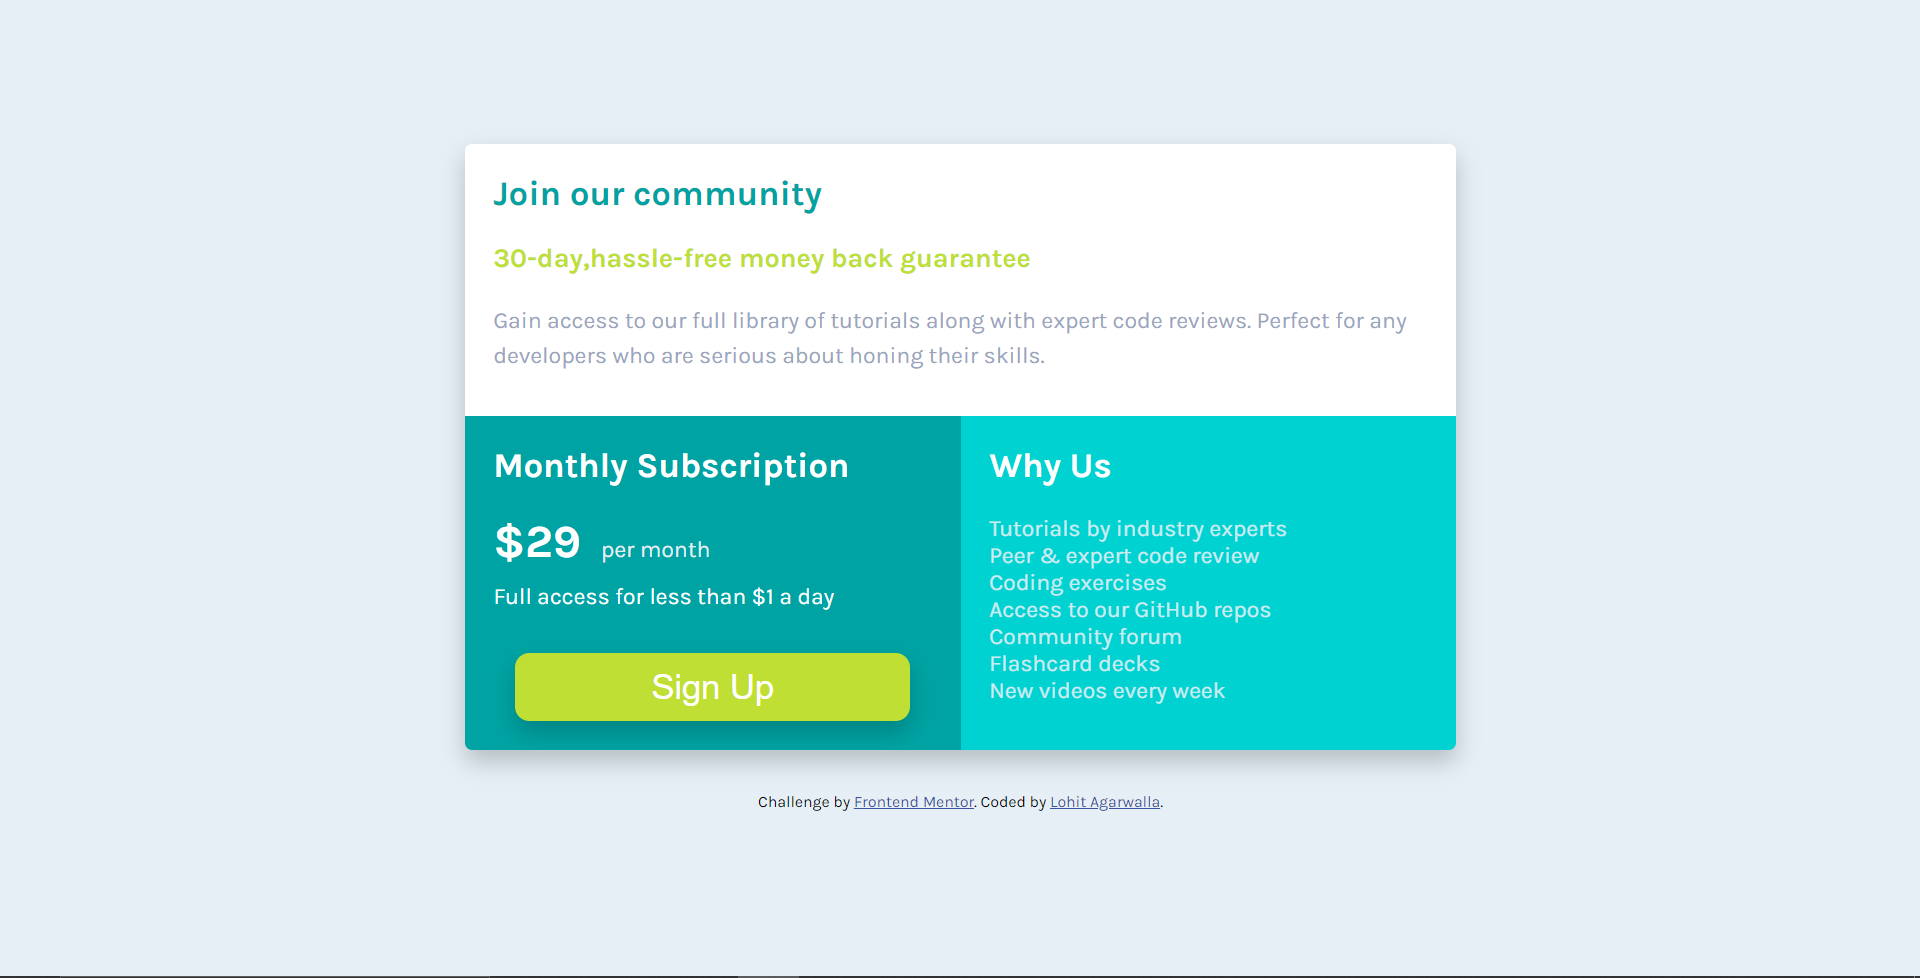 Join our community
30-day,hassle-free money back guarantee
Gain access to our full library of tutorials along with expert code reviews. Perfect for any
developers who are serious about honing their skills.
Monthly Subscription
$29 per month
Full access for less than $1 a day
Sign Up
Why Us
Tutorials by industry experts
Peer & expert code review
Coding exercises
Access to our GitHub repos
Community forum
Flashcard decks
New videos every week
Challenge by Frontend Mentor. Coded by Lohit Agarwalla.